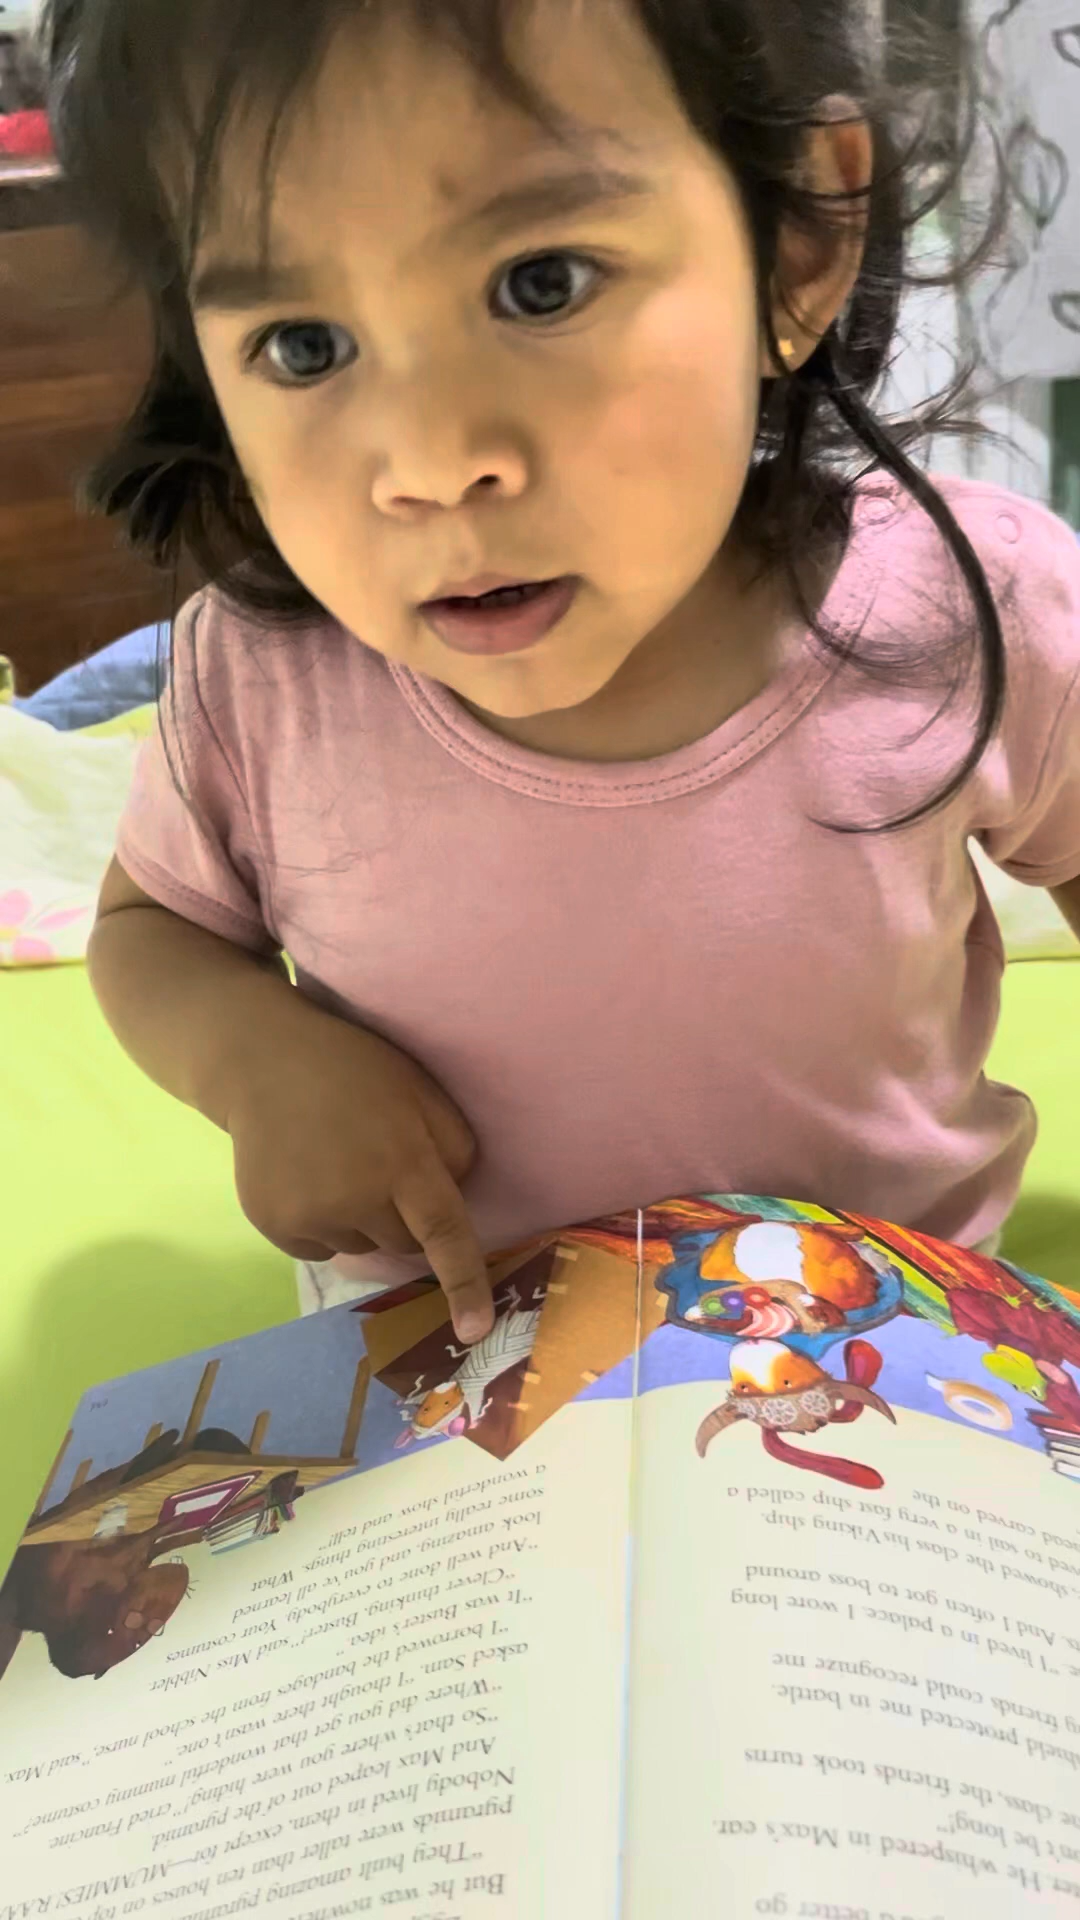 better go
He whispered in Max's ear.
be long!"
class, the friends took turns
shield protected me in battle.
friends could recognize me
"I lived in a palace. I wore long
And I often got to boss around
showed the class his Viking ship.
to sail in a very fast ship called a
carved on the
But he was nowhere
"They built amazing
pyramids were taller than ten houses on
Nobody lived in them, except for—MUMMIES!
And Max leaped out of the pyramid.
"So that's where you were hiding!" cried Francine.
"Where did you get that wonderful mummy costume?"
asked Sam. "I thought there wasn't one."
"I borrowed the bandages from the school nurse," said Max.
"It was Buster's idea."
"Clever thinking, Buster!" said Miss Nibbler.
"And well done to everybody. Your costumes
look amazing, and you've all learned
some really interesting things. What
a wonderful show and tell!"